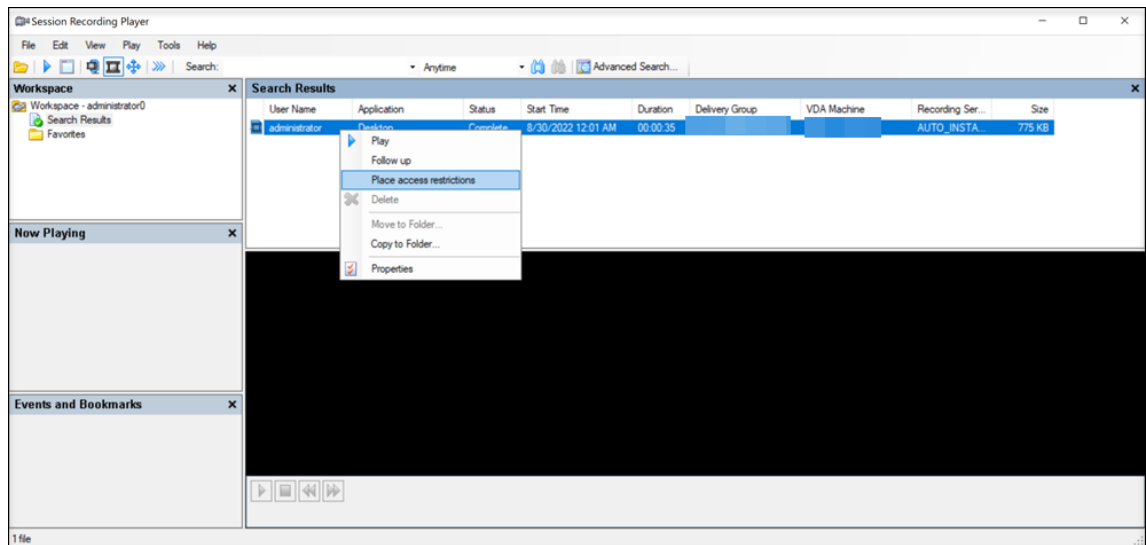 Session Recording Player
File Edit View Play Tools Help
Search: Anytime Advanced Search...
Workspace
Workspace - administrator0
Search Results
Favorites
Search Results
User Name Application Status Start Time Duration Delivery Group VDA Machine Recording Ser... Size
administrator Desktop Complete 8/30/2022 12:01 AM 00:00:35 AUTO_INSTA... 775 KB
Play
Follow up
Place access restrictions
Delete
Move to Folder...
Copy to Folder...
Properties
Now Playing
Events and Bookmarks
1 file